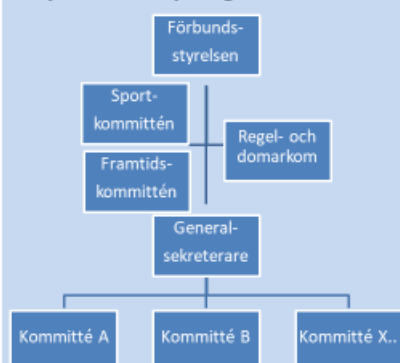 Förbunds-
styrelsen
Sport-
kommittén
Regel- och
domarkom
Framtids-
kommittén
General-
sekreterare
Kommitté A
Kommitté B
Kommitté X..